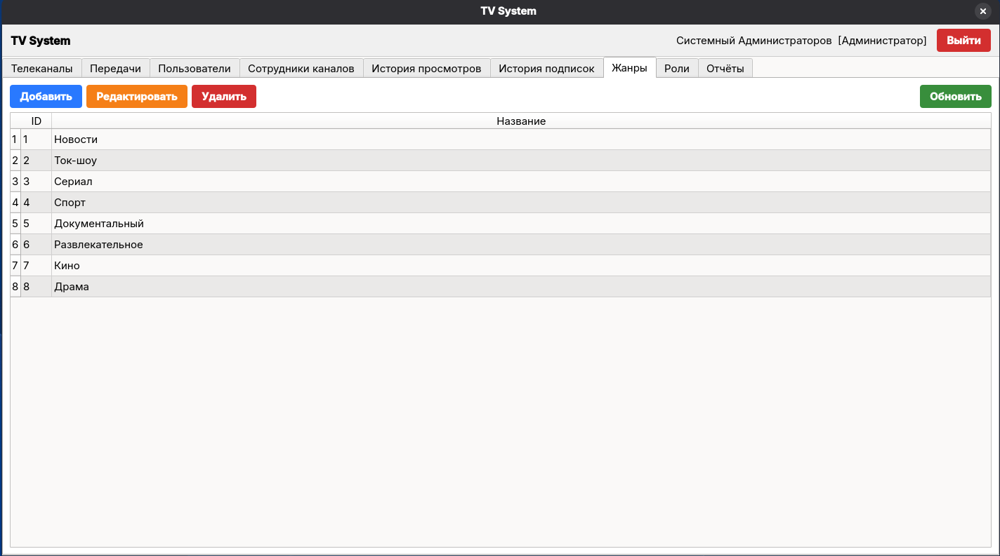 TV System
TV System Системный Администраторов [Администратор] Выйти
Телеканалы Передачи Пользователи Сотрудники каналов История просмотров История подписок Жанры Роли Отчёты
Добавить Редактировать Удалить Обновить
ID Название
1 1 Новости
2 2 Ток-шоу
3 3 Сериал
4 4 Спорт
5 5 Документальный
6 6 Развлекательное
7 7 Кино
8 8 Драма